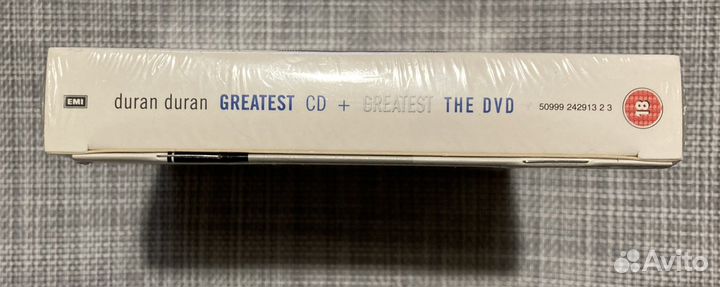 EMI duran duran GREATEST CD + GREATEST THE DVD 50999 242913 2 3 18
Avito